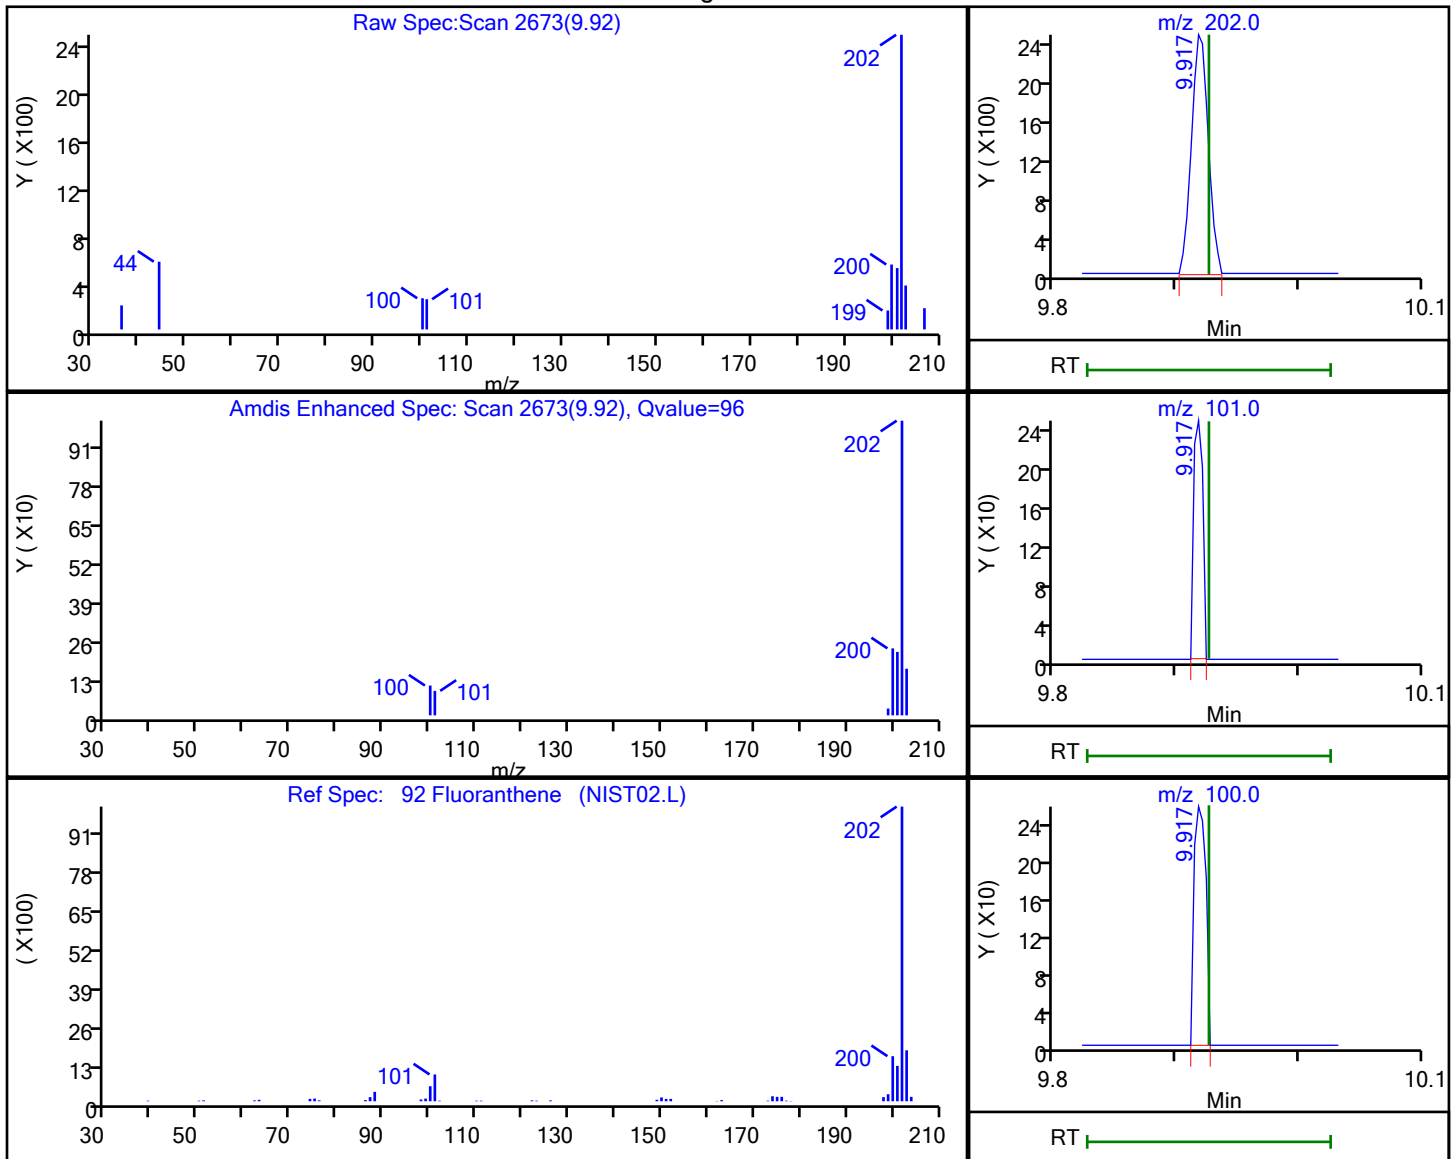 Raw Spec:Scan 2673(9.92)
Y ( X100)
24
20
16
12
8
4
0
202
44
100
101
200
199
30 50 70 90 110 130 150 170 190 210
m/z
m/z 202.0
Y ( X100)
24
20
16
12
8
4
0
9.917
9.8 10.1
Min
RT
Amdis Enhanced Spec: Scan 2673(9.92), Qvalue=96
Y ( X10)
91
78
65
52
39
26
13
0
202
200
100
101
30 50 70 90 110 130 150 170 190 210
m/z
m/z 101.0
Y ( X10)
24
20
16
12
8
4
0
9.917
9.8 10.1
Min
RT
Ref Spec: 92 Fluoranthene (NIST02.L)
( X100)
91
78
65
52
39
26
13
0
202
200
101
30 50 70 90 110 130 150 170 190 210
m/z 100.0
Y ( X10)
24
20
16
12
8
4
0
9.917
9.8 10.1
Min
RT